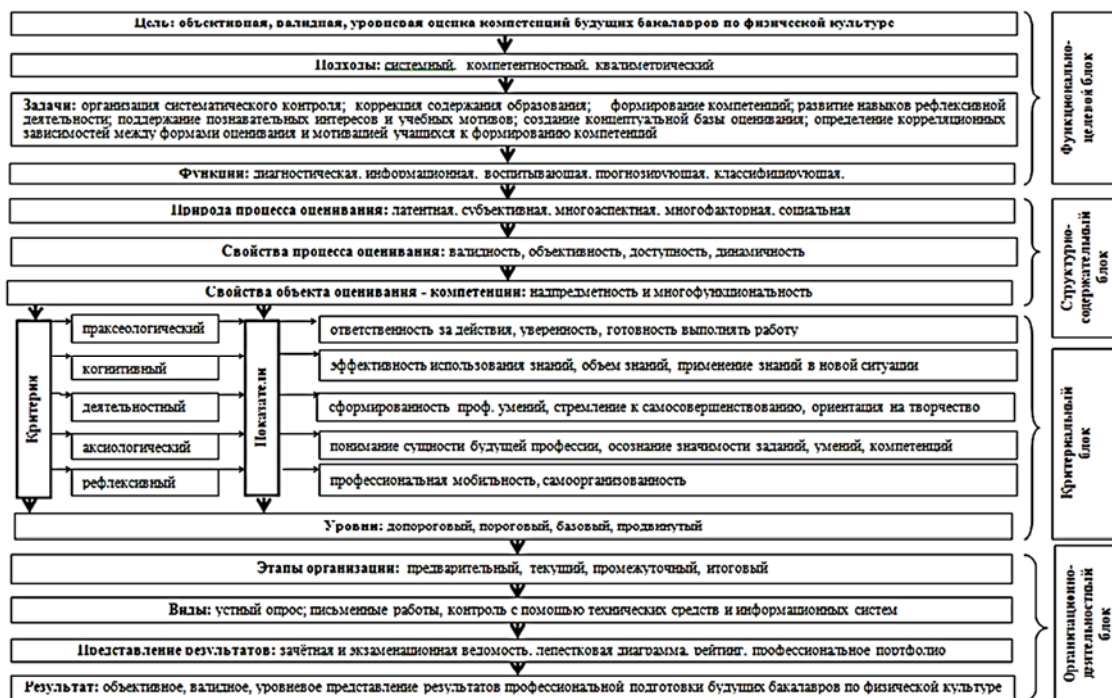 Цель: объективная, валидная, уровневая оценка компетенций будущих бакалавров по физической культуре
Подходы: системный, компетентностный, квалиметрический
Задачи: организация систематического контроля; коррекция содержания образования; формирование компетенций; развитие навыков рефлексивной
деятельности; поддержание познавательных интересов и учебных мотивов; создание концептуальной базы оценивания; определение корреляционных
зависимостей между формами оценивания и мотивацией учащихся к формированию компетенций
Функции: диагностическая, информационная, воспитывающая, прогнозирующая, классифицирующая.
Функционально-
целевой блок
Природа процесса оценивания: латентная, субъективная, многоаспектная, многофакторная, социальная
Свойства процесса оценивания: валидность, объективность, доступность, динамичность
Свойства объекта оценивания - компетенции: надпредметность и многофункциональность
Структурно-
содержательный
блок
Критерии
праксеологический
когнитивный
деятельностный
аксиологический
рефлексивный
Показатели
ответственность за действия, уверенность, готовность выполнять работу
эффективность использования знаний, объем знаний, применение знаний в новой ситуации
сформированность проф. умений, стремление к самосовершенствованию, ориентация на творчество
понимание сущности будущей профессии, осознание значимости заданий, умений, компетенций
профессиональная мобильность, самоорганизованность
Уровни: допороговый, пороговый, базовый, продвинутый
Критериальный
блок
Этапы организации: предварительный, текущий, промежуточный, итоговый
Виды: устный опрос; письменные работы, контроль с помощью технических средств и информационных систем
Представление результатов: зачётная и экзаменационная ведомость, лепестковая диаграмма, рейтинг, профессиональное портфолио
Результат: объективное, валидное, уровневое представление результатов профессиональной подготовки будущих бакалавров по физической культуре
Организационно-
деятельностный
блок